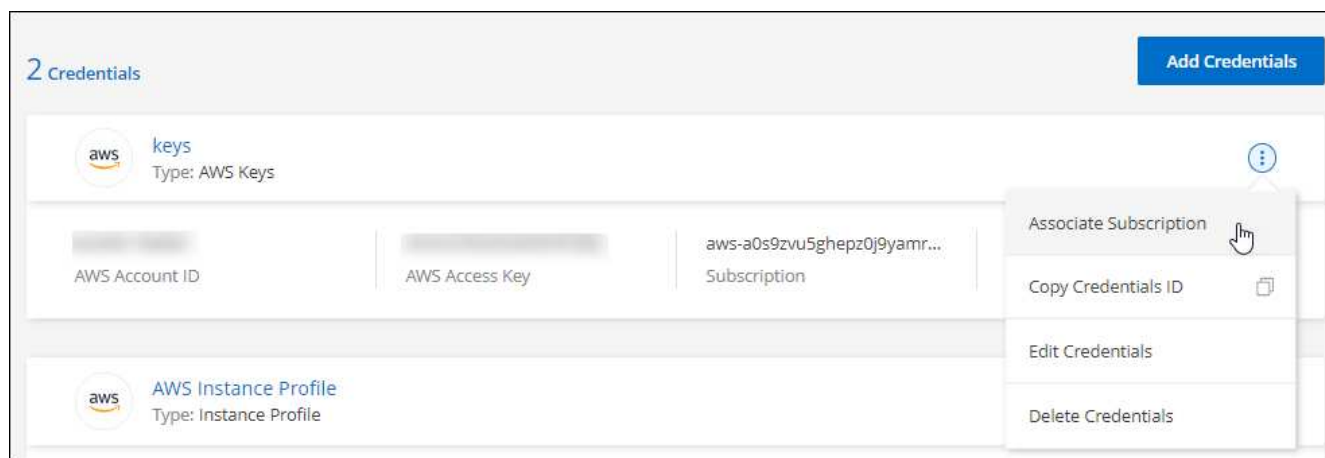 2 Credentials
Add Credentials
aws
keys
Type: AWS Keys
AWS Account ID
AWS Access Key
aws-a0s9zvu5ghepz0j9yamr...
Subscription
Associate Subscription
Copy Credentials ID
Edit Credentials
Delete Credentials
aws
AWS Instance Profile
Type: Instance Profile